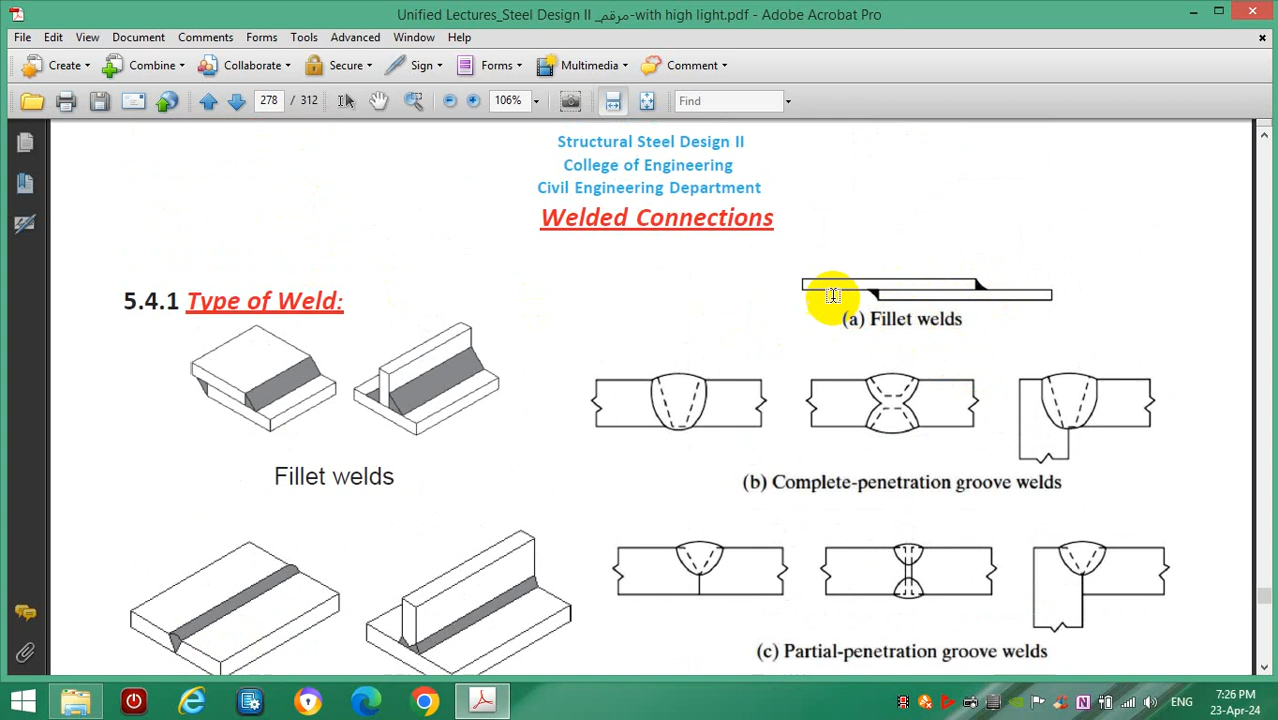 Unified Lectures_Steel Design II _مرقم-with high light.pdf - Adobe Acrobat Pro
File Edit View Document Comments Forms Tools Advanced Window Help
Create Combine Collaborate Secure Sign Forms Multimedia Comment
278 / 312 106% Find
Structural Steel Design II
College of Engineering
Civil Engineering Department
Welded Connections
5.4.1 Type of Weld:
(a) Fillet welds
Fillet welds
(b) Complete-penetration groove welds
(c) Partial-penetration groove welds
ENG
7:26 PM
23-Apr-24